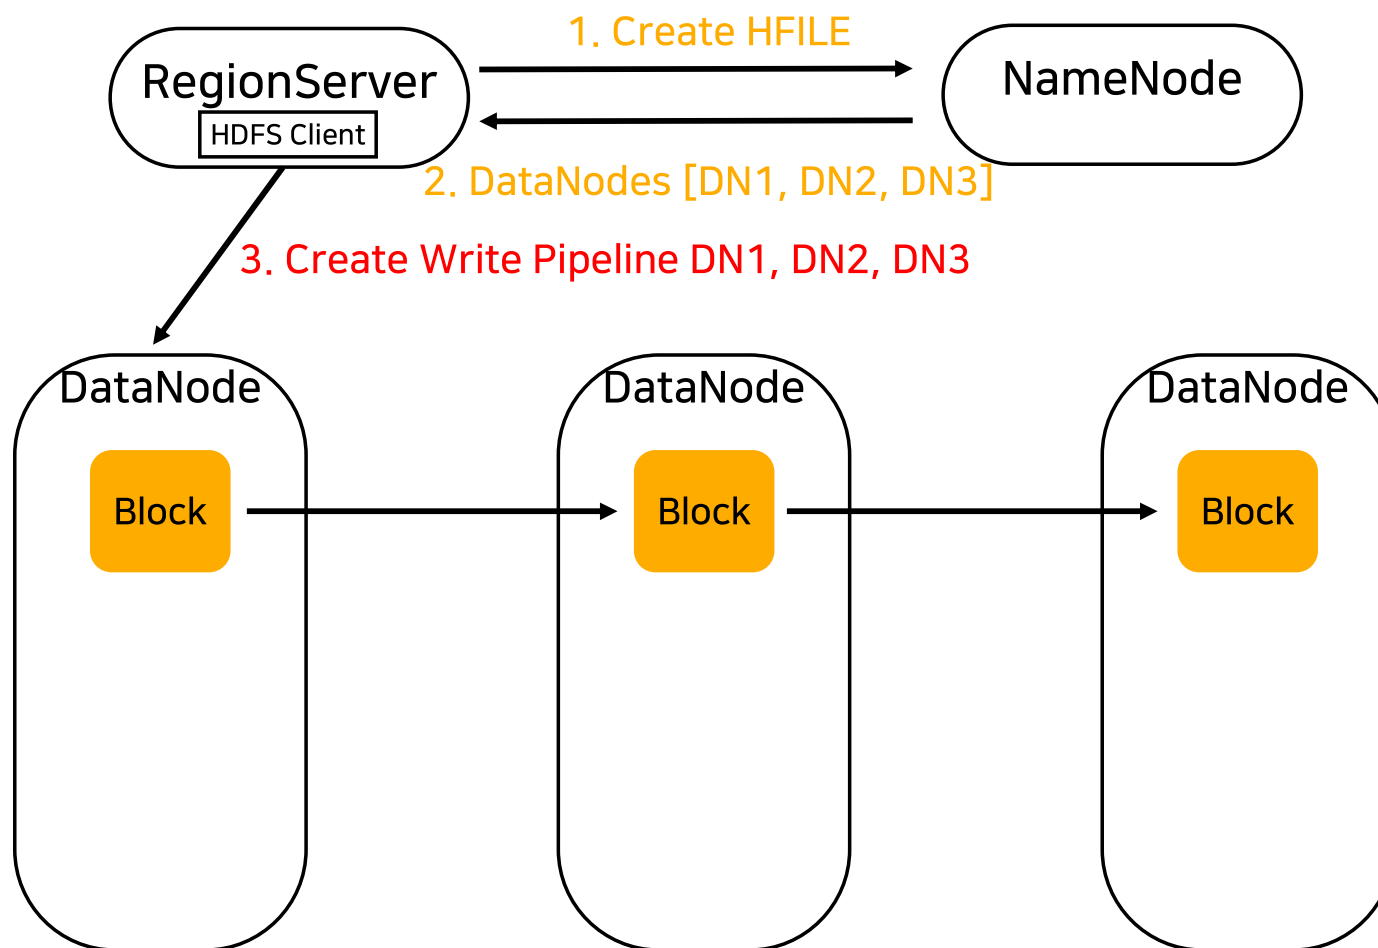 1. Create HFILE
RegionServer
NameNode
HDFS Client
2. DataNodes [DN1, DN2, DN3]
3. Create Write Pipeline DN1, DN2, DN3
DataNode
DataNode
DataNode
Block
Block
Block